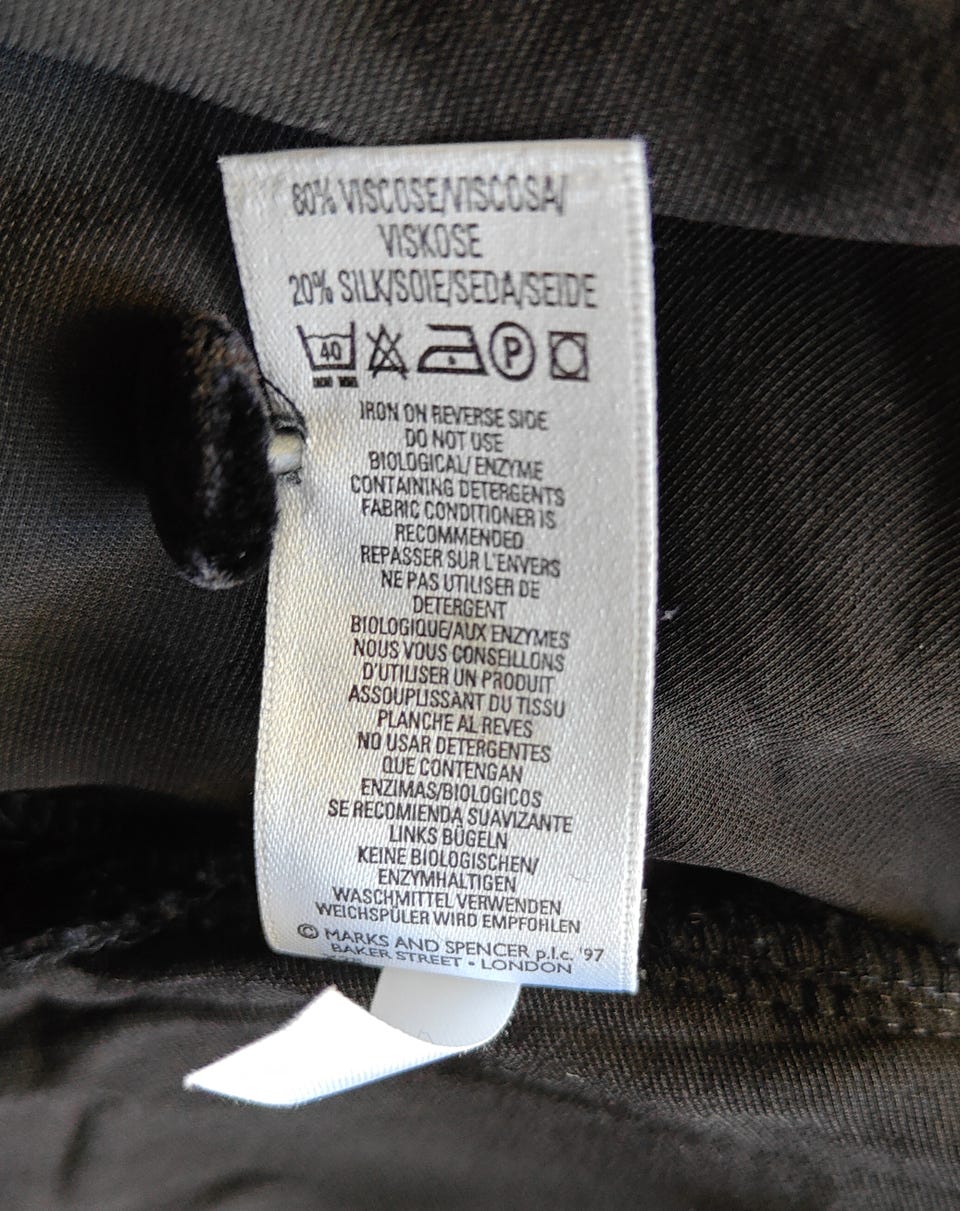 80% VISCOSE/VISCOSA/
VISKOSE
20% SILK/SOIE/SEDA/SEIDE
40 P
IRON ON REVERSE SIDE
DO NOT USE
BIOLOGICAL/ENZYME
CONTAINING DETERGENTS
FABRIC CONDITIONER IS
RECOMMENDED
REPASSER SUR L'ENVERS
NE PAS UTILISER DE
DETERGENT
BIOLOGIQUE/AUX ENZYMES
NOUS VOUS CONSEILLONS
D'UTILISER UN PRODUIT
ASSOUPLISSANT DU TISSU
PLANCHE AL REVES
NO USAR DETERGENTES
QUE CONTENGAN
ENZIMAS/BIOLOGICOS
SE RECOMIENDA SUAVIZANTE
LINKS BÜGELN
KEINE BIOLOGISCHEN/
ENZYMHALTIGEN
WASCHMITTEL VERWENDEN
WEICHSPÜLER WIRD EMPFOHLEN
© MARKS AND SPENCER p.l.c. '97
BAKER STREET • LONDON